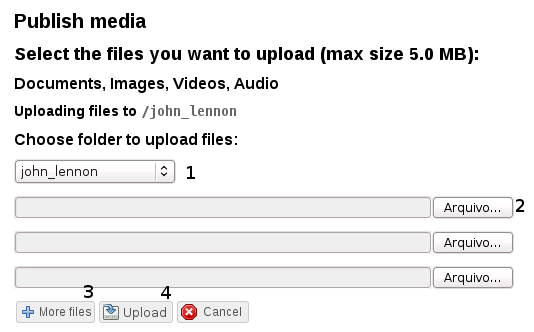 Publish media
Select the files you want to upload (max size 5.0 MB):
Documents, Images, Videos, Audio
Uploading files to /john_lennon
Choose folder to upload files:
john_lennon 1
Arquivo... 2
Arquivo...
Arquivo...
3 4
More files Upload Cancel